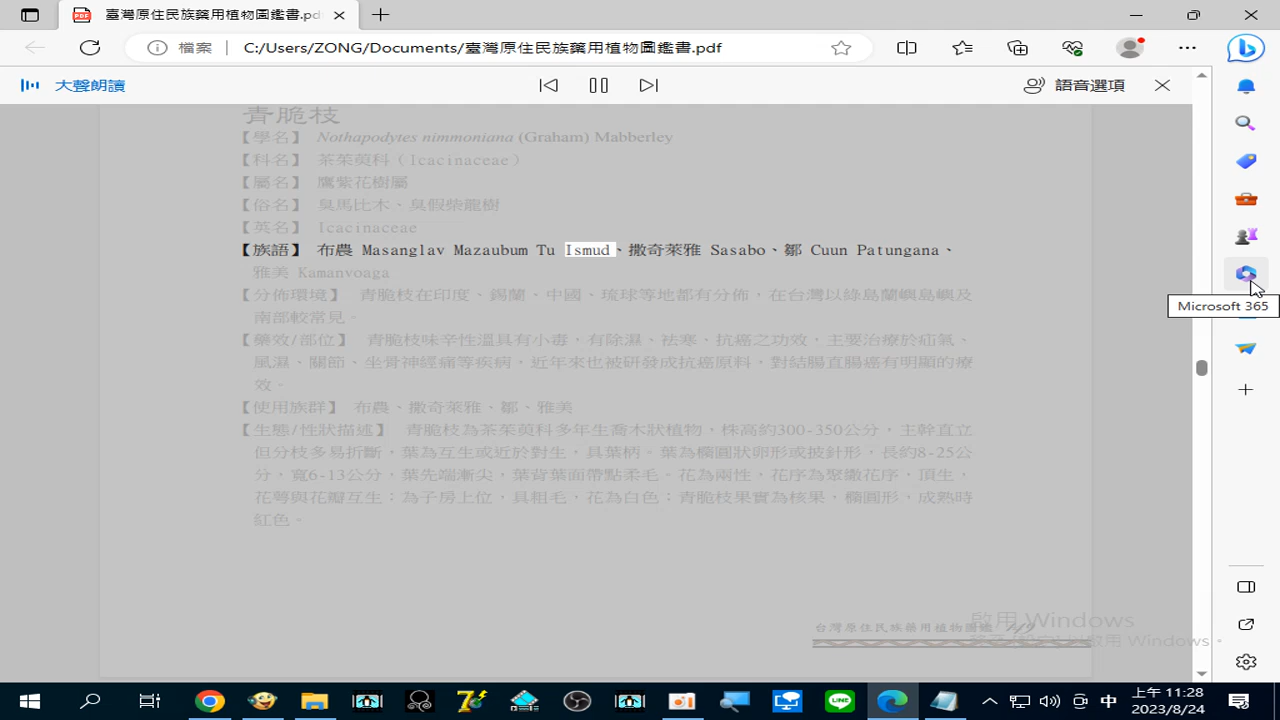 臺灣原住民族藥用植物圖鑑書.pdf
檔案 C:/Users/ZONG/Documents/臺灣原住民族藥用植物圖鑑書.pdf
大聲朗讀
語音選項
青脆枝
【學名】 Nothapodytes nimmoniana (Graham) Mabberley
【科名】 茶茱萸科（Icacinaceae）
【屬名】 鷹紫花樹屬
【俗名】 臭馬比木、臭假柴龍樹
【英名】 Icacinaceae
【族語】 布農 Masanglav Mazaubum Tu Ismud、撒奇萊雅 Sasabo、鄒 Cuun Patungana、
雅美 Kamanvoaga
【分佈環境】 青脆枝在印度、錫蘭、中國、琉球等地都有分佈，在台灣以綠島蘭嶼島嶼及
南部較常見。
【藥效/部位】 青脆枝味辛性溫具有小毒，有除濕、祛寒、抗癌之功效，主要治療於疝氣、
風濕、關節、坐骨神經痛等疾病，近年來也被研發成抗癌原料，對結腸直腸癌有明顯的療
效。
【使用族群】 布農、撒奇萊雅、鄒、雅美
【生態/性狀描述】 青脆枝為茶茱萸科多年生喬木狀植物，株高約300-350公分，主幹直立
但分枝多易折斷，葉為互生或近於對生，具葉柄。葉為橢圓狀卵形或披針形，長約8-25公
分，寬6-13公分，葉先端漸尖，葉背葉面帶點柔毛。花為兩性，花序為聚繖花序，頂生，
花萼與花瓣互生；為子房上位，具粗毛，花為白色；青脆枝果實為核果，橢圓形，成熟時
紅色。
台灣原住民族藥用植物圖鑑
啟用 Windows
Microsoft 365
中
上午 11:28
2023/8/24